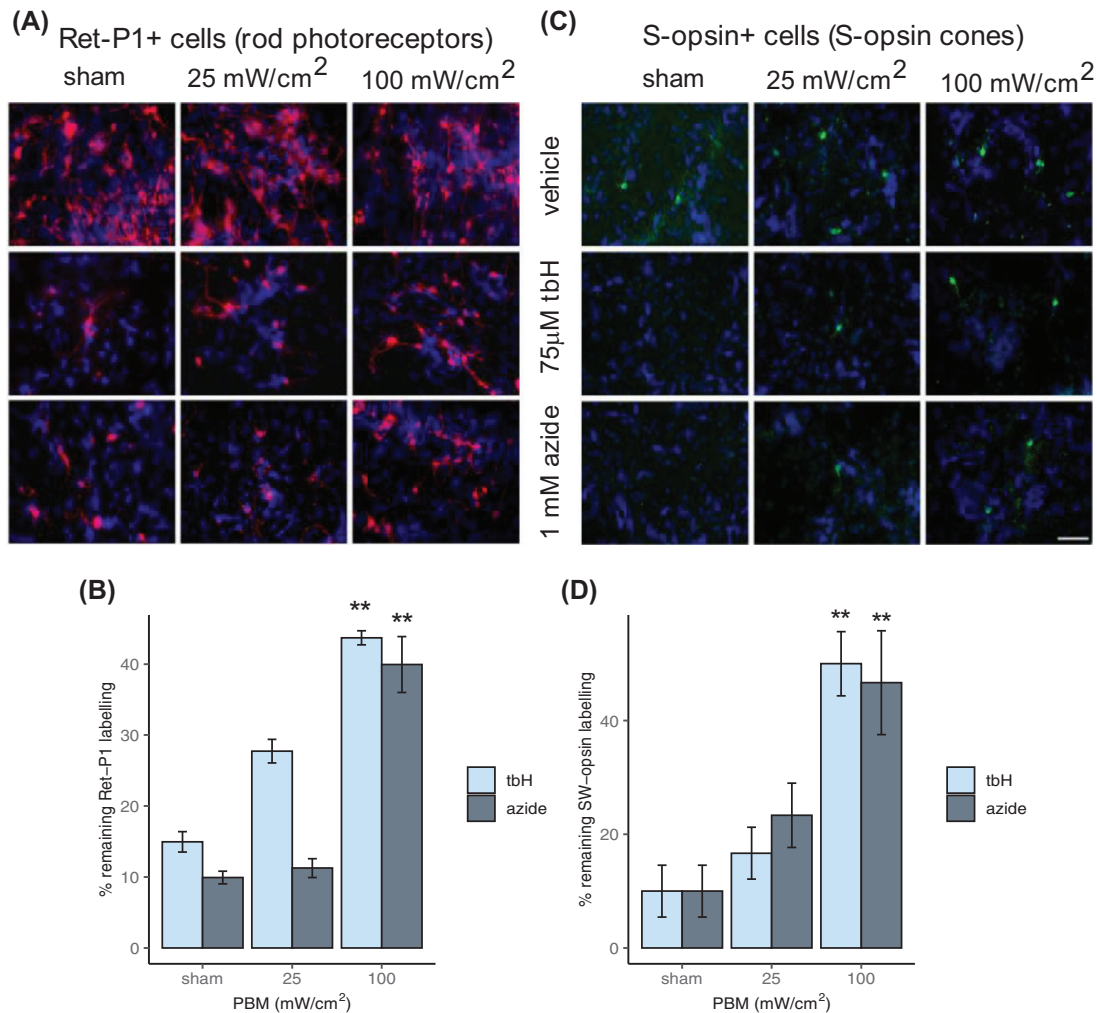 (A)
Ret-P1+ cells (rod photoreceptors)
sham 25 mW/cm² 100 mW/cm²
(C)
S-opsin+ cells (S-opsin cones)
sham 25 mW/cm² 100 mW/cm²
vehicle
75μM tbH
1 mM azide
(B)
% remaining Ret−P1 labelling
40
30
20
10
0
** **
sham 25 100
PBM (mW/cm²)
tbH
azide
(D)
% remaining SW−opsin labelling
40
20
0
** **
sham 25 100
PBM (mW/cm²)
tbH
azide